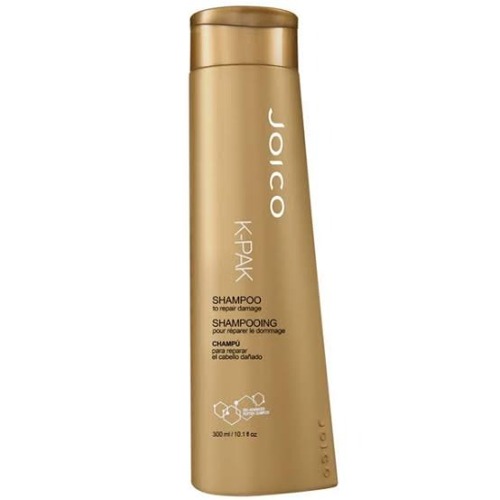 JOICO
K-PAK
SHAMPOO
to repair damage
SHAMPOOING
pour réparer le dommage
CHAMPÚ
para reparar
el cabello dañado
300 ml / 10.1 fl oz
color